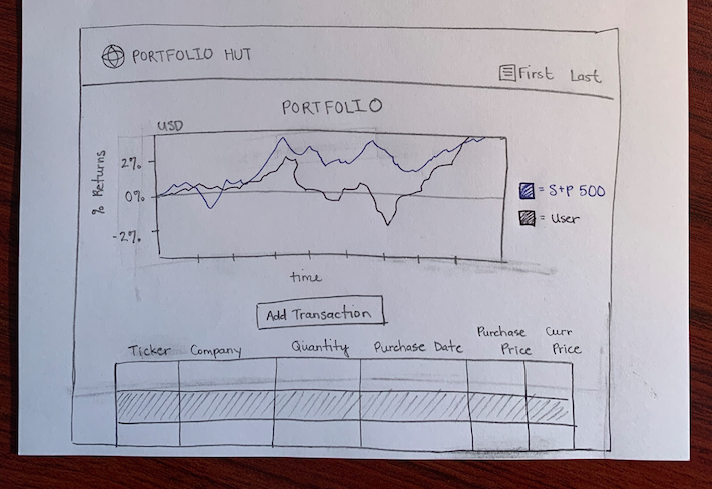 PORTFOLIO HUT
First Last
PORTFOLIO
USD
% Returns
2%
0%
-2%
= S+P 500
= User
time
Add Transaction
Ticker Company Quantity Purchase Date Purchase Price Curr Price